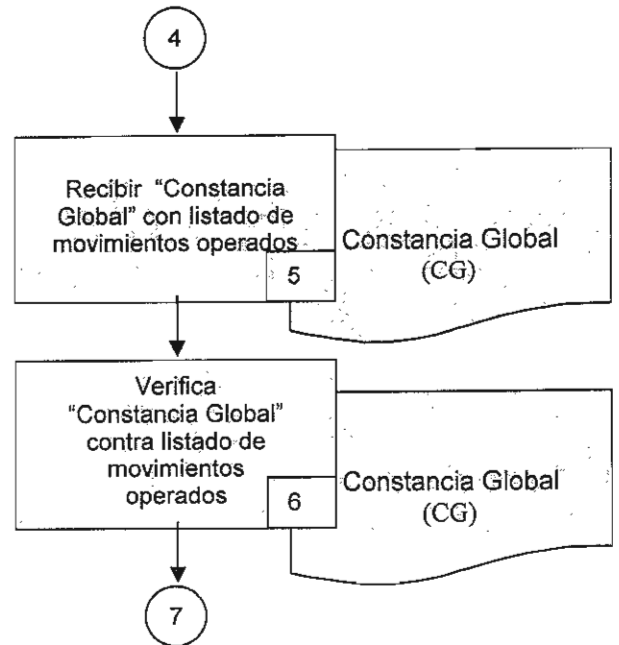 4
Recibir “Constancia
Global” con listado de
movimientos operados
5
Constancia Global
(CG)
Verifica
“Constancia Global”
contra listado de
movimientos
operados
6
Constancia Global
(CG)
7